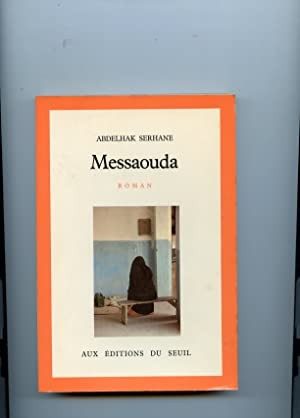 ABDELHAK SERHANE
Messaouda
ROMAN
AUX ÉDITIONS DU SEUIL